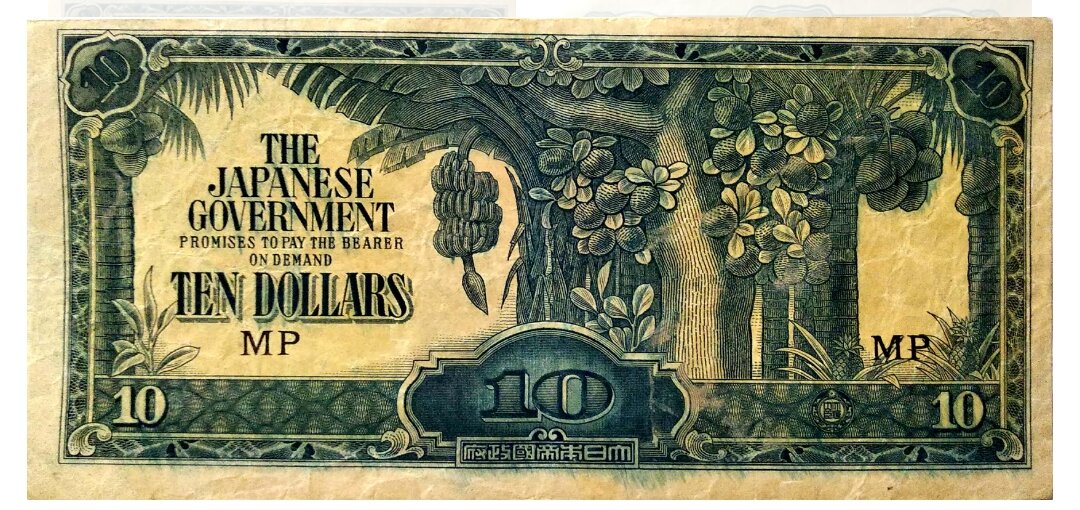 10 10
THE
JAPANESE
GOVERNMENT
PROMISES TO PAY THE BEARER
ON DEMAND
TEN DOLLARS
MP MP
10 10 10
府政國帝本日大